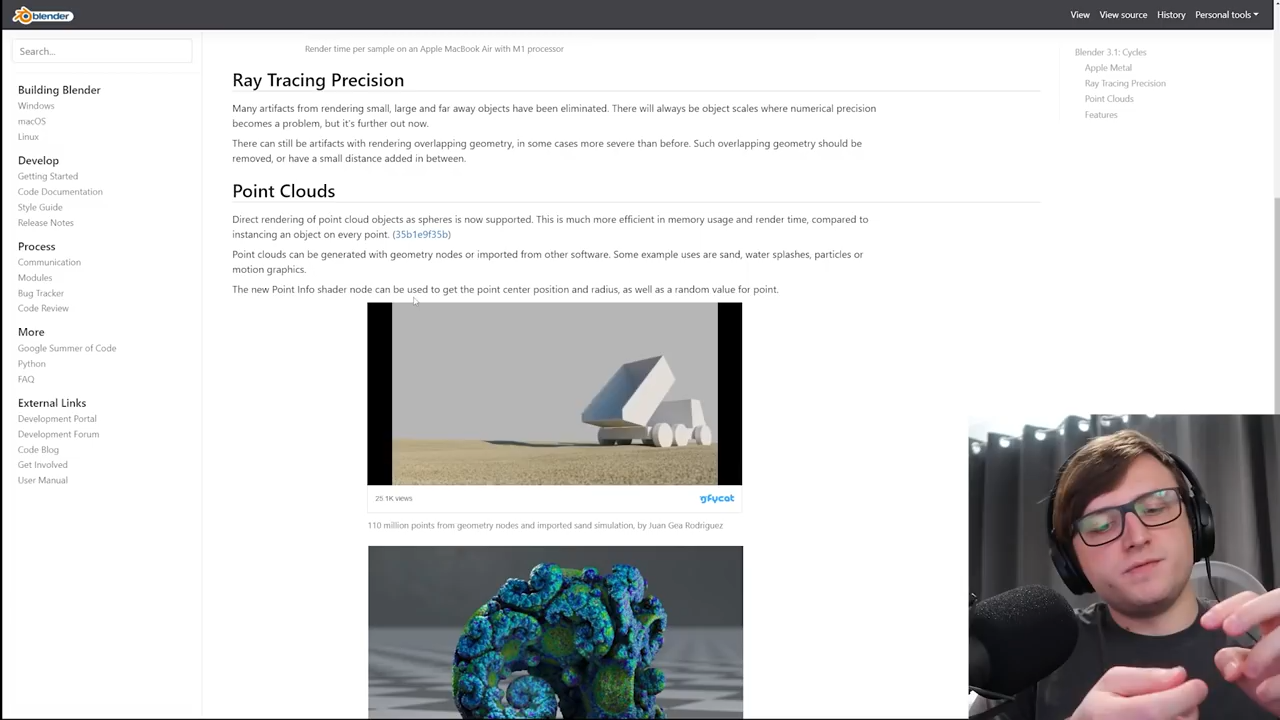 blender
View
View source
History
Personal tools
Search...
Building Blender
Windows
macOS
Linux
Develop
Getting Started
Code Documentation
Style Guide
Release Notes
Process
Communication
Modules
Bug Tracker
Code Review
More
Google Summer of Code
Python
FAQ
External Links
Development Portal
Development Forum
Code Blog
Get Involved
User Manual
Render time per sample on an Apple MacBook Air with M1 processor
Ray Tracing Precision
Many artifacts from rendering small, large and far away objects have been eliminated. There will always be object scales where numerical precision
becomes a problem, but it's further out now.
There can still be artifacts with rendering overlapping geometry, in some cases more severe than before. Such overlapping geometry should be
removed, or have a small distance added in between.
Point Clouds
Direct rendering of point cloud objects as spheres is now supported. This is much more efficient in memory usage and render time, compared to
instancing an object on every point. (35b1e9f35b)
Point clouds can be generated with geometry nodes or imported from other software. Some example uses are sand, water splashes, particles or
motion graphics.
The new Point Info shader node can be used to get the point center position and radius, as well as a random value for point.
25.1K views
gfycat
110 million points from geometry nodes and imported sand simulation, by Juan Gea Rodriguez
Blender 3.1: Cycles
Apple Metal
Ray Tracing Precision
Point Clouds
Features